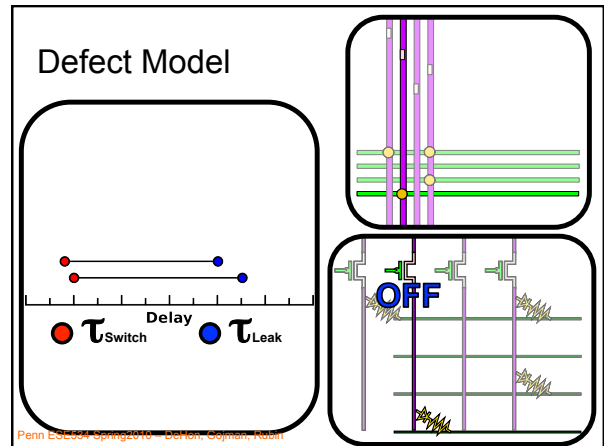 Defect Model
OFF
Delay
τSwitch
τLeak
Penn ESE534 Spring2010 – DeHon, Gojman, Rubin